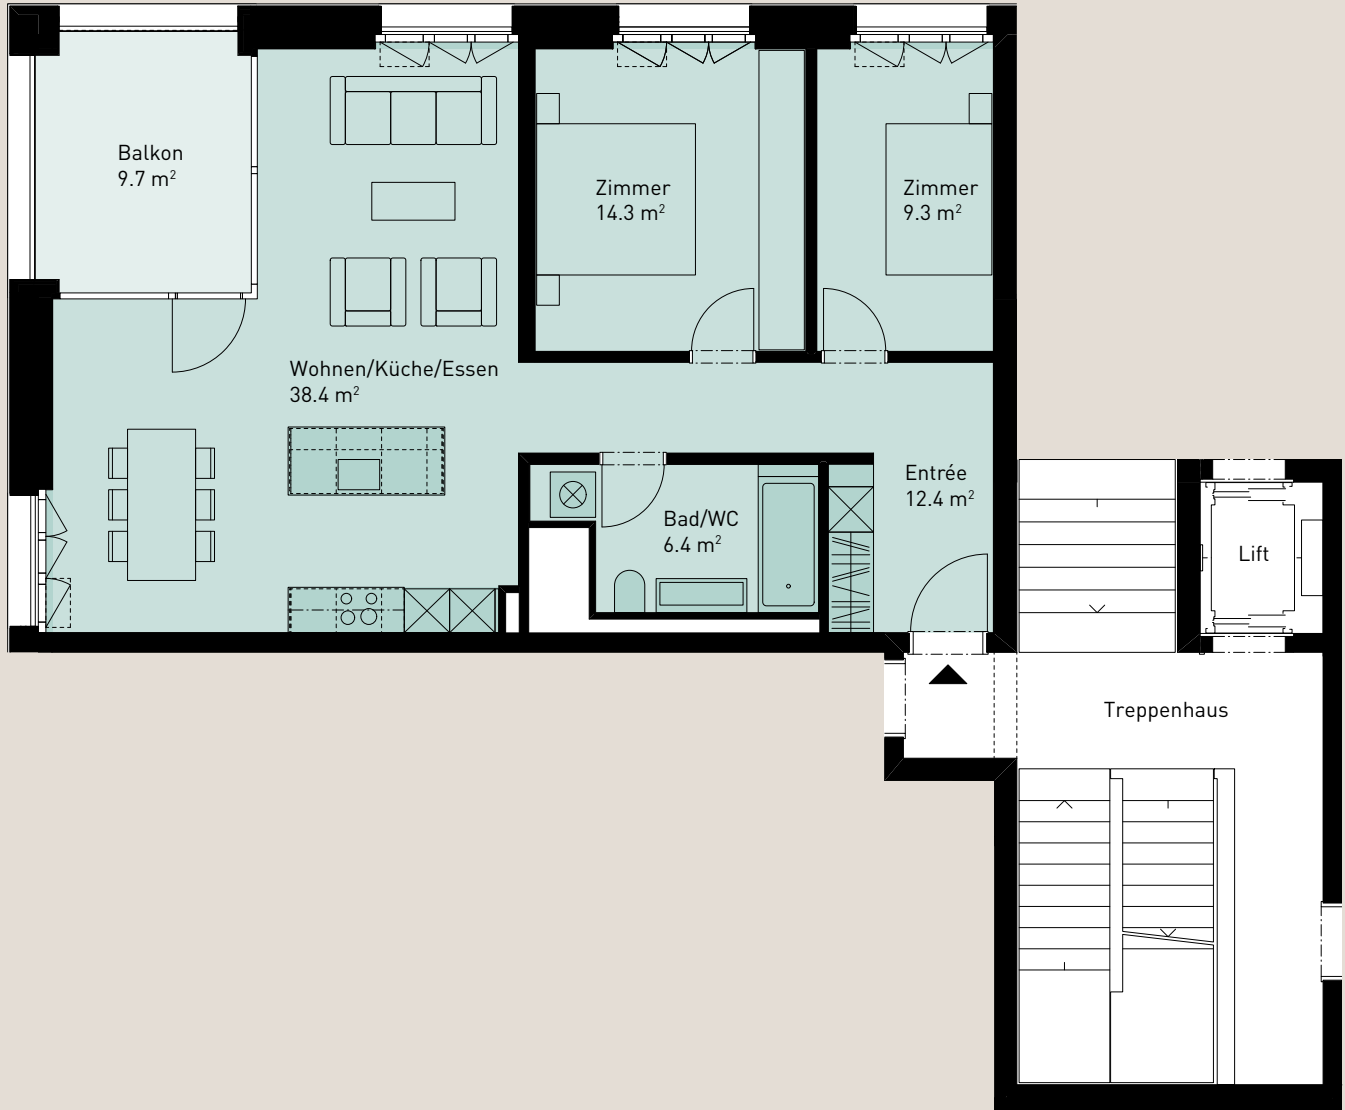 Balkon
9.7 m²
Zimmer
14.3 m²
Zimmer
9.3 m²
Wohnen/Küche/Essen
38.4 m²
Entrée
12.4 m²
Bad/WC
6.4 m²
Lift
Treppenhaus